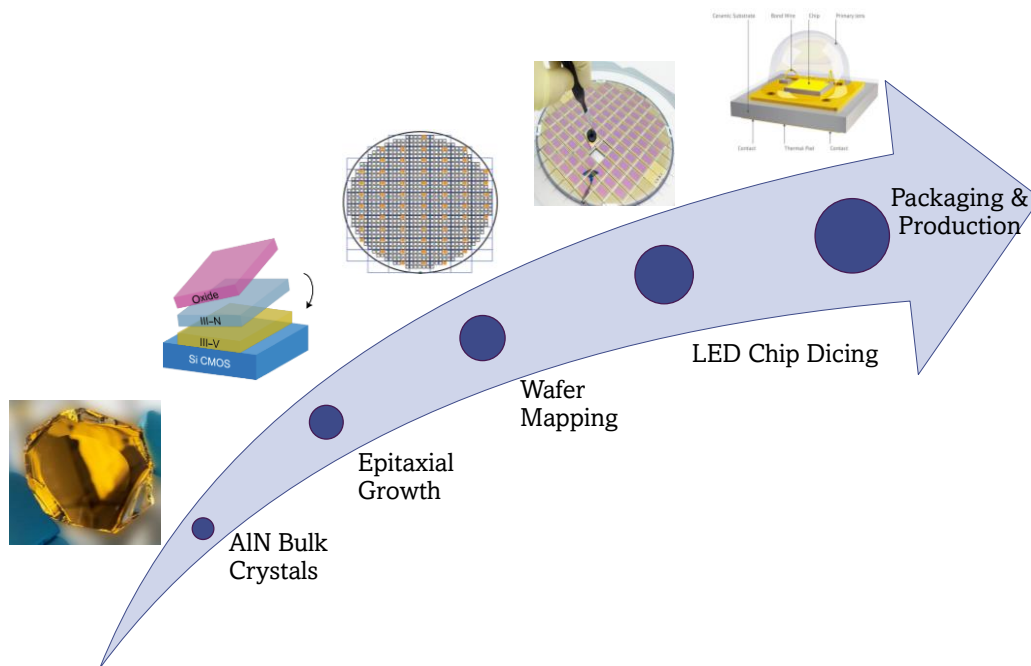 Ceramic Substrate
Bond Wire
Chip
Primary lens
Contact
Thermal Pad
Contact
Packaging &
Production
LED Chip Dicing
Wafer
Mapping
Oxide
III–N
III–V
Si CMOS
Epitaxial
Growth
AlN Bulk
Crystals